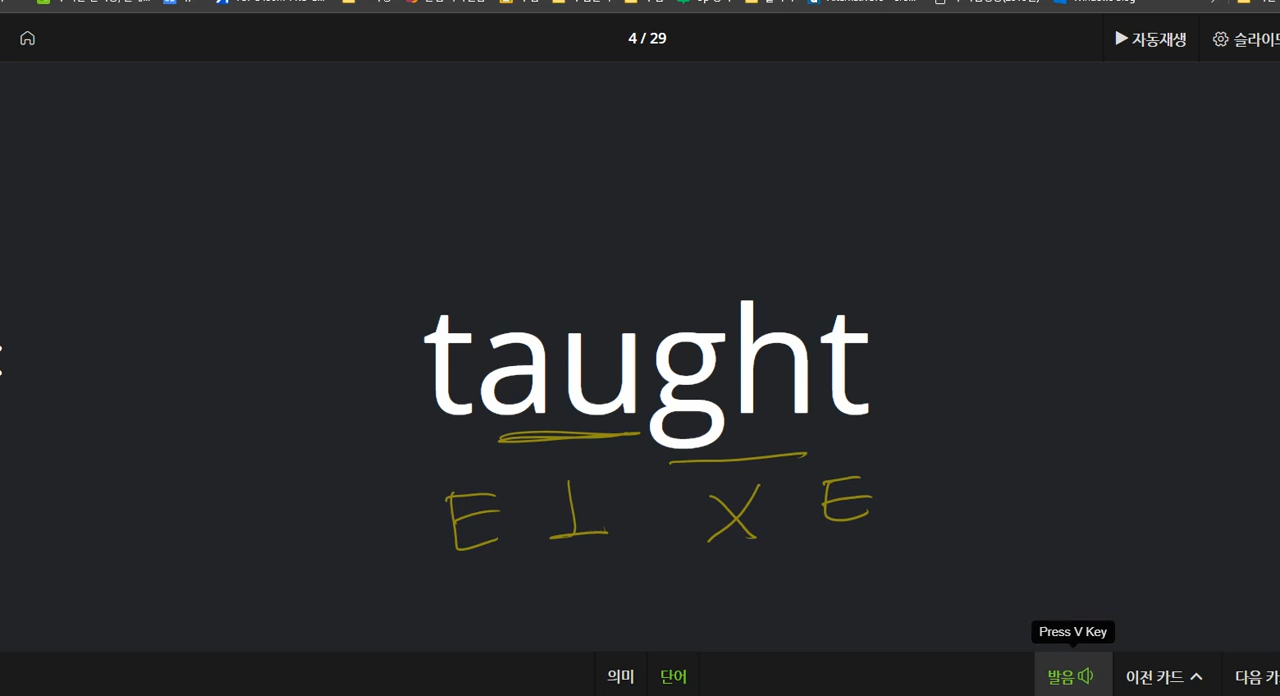 4 / 29
자동재생
taught
ㅌ ㅗ X ㅌ
Press V Key
의미 단어 발음 이전 카드